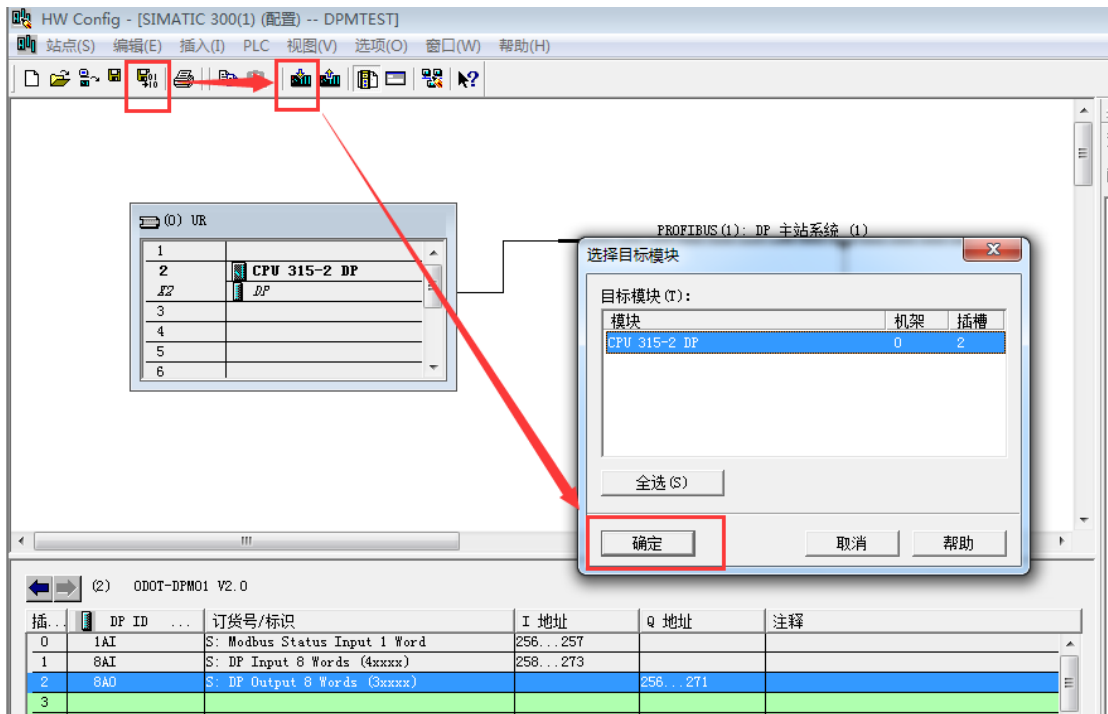 HW Config - [SIMATIC 300(1) (配置) -- DPMTEST]
站点(S) 编辑(E) 插入(I) PLC 视图(V) 选项(O) 窗口(W) 帮助(H)
(0) UR
1
2 CPU 315-2 DP
X2 DP
3
4
5
6
PROFIBUS(1): DP 主站系统 (1)
选择目标模块
目标模块(T):
模块 机架 插槽
CPU 315-2 DP 0 2
全选(S)
确定 取消 帮助
(2) ODOT-DPM01 V2.0
插... DP ID ... 订货号/标识 I 地址 Q 地址 注释
0 1AI S: Modbus Status Input 1 Word 256...257
1 8AI S: DP Input 8 Words (4xxxx) 258...273
2 8AO S: DP Output 8 Words (3xxxx) 256...271
3